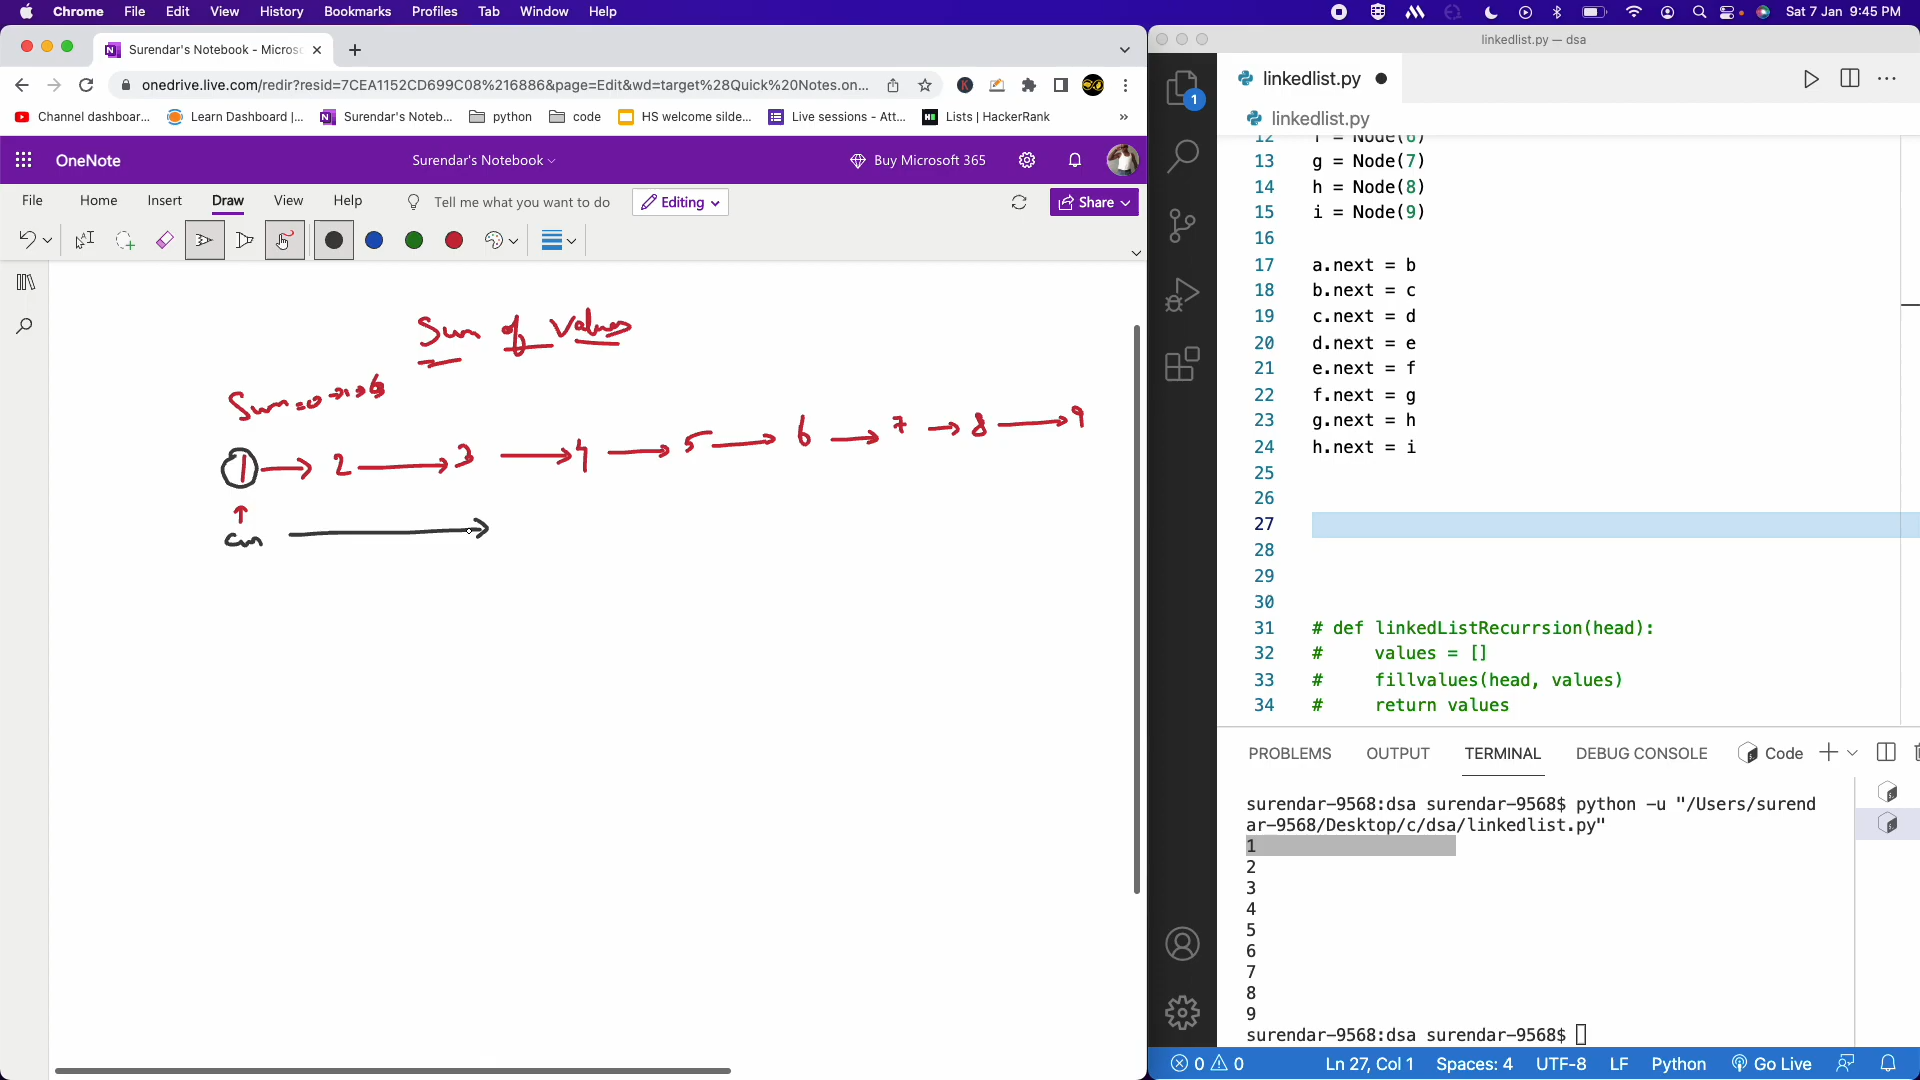 Chrome File Edit View History Bookmarks Profiles Tab Window Help Sat 7 Jan 9:45 PM
Surendar's Notebook - Micros
onedrive.live.com/redir?resid=7CEA1152CD699C08%216886&page=Edit&wd=target%28Quick%20Notes.on...
Channel dashboar... Learn Dashboard |... Surendar's Noteb... python code HS welcome silde... Live sessions - Att... Lists | HackerRank »
OneNote Surendar's Notebook Buy Microsoft 365
File Home Insert Draw View Help Tell me what you want to do Editing Share
Sum of Values
Sum=0
1 2 3 4 5 6 7 8 9
linkedlist.py — dsa
linkedlist.py
linkedlist.py
1
12 f = Node(6)
13 g = Node(7)
14 h = Node(8)
15 i = Node(9)
16
17 a.next = b
18 b.next = c
19 c.next = d
20 d.next = e
21 e.next = f
22 f.next = g
23 g.next = h
24 h.next = i
25
26
27
28
29
30
31 # def linkedListRecurrsion(head):
32 # values = []
33 # fillvalues(head, values)
34 # return values
PROBLEMS OUTPUT TERMINAL DEBUG CONSOLE Code
surendar-9568:dsa surendar-9568$ python -u "/Users/surend
ar-9568/Desktop/c/dsa/linkedlist.py"
1
2
3
4
5
6
7
8
9
surendar-9568:dsa surendar-9568$
0 0 Ln 27, Col 1 Spaces: 4 UTF-8 LF Python Go Live